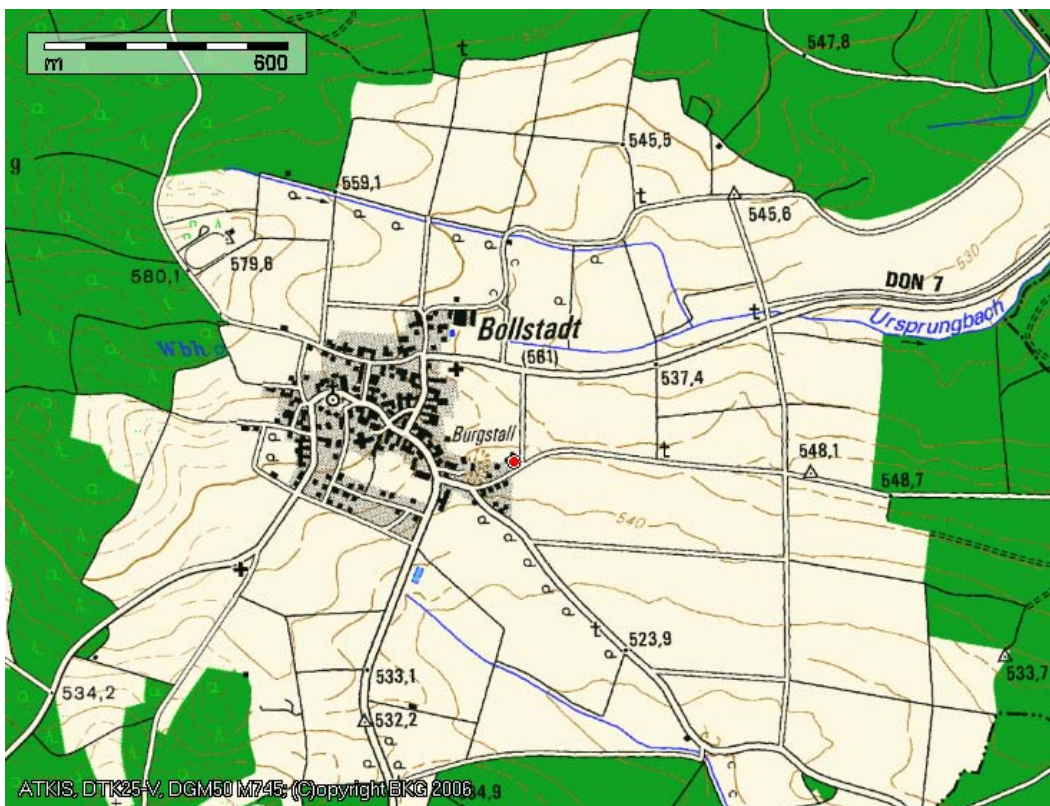 m 600
547,8
545,5
g
559,1
545,6
530
579,6
580,1
DON 7
Ursprungbach
Bollstadt
Wbh
(561)
537,4
Burgstall
548,1
548,7
540
523,9
533,7
533,1
534,2
532,2
ATKIS, DTK25-V, DGM50 M745; (C)opyright BKG 2006